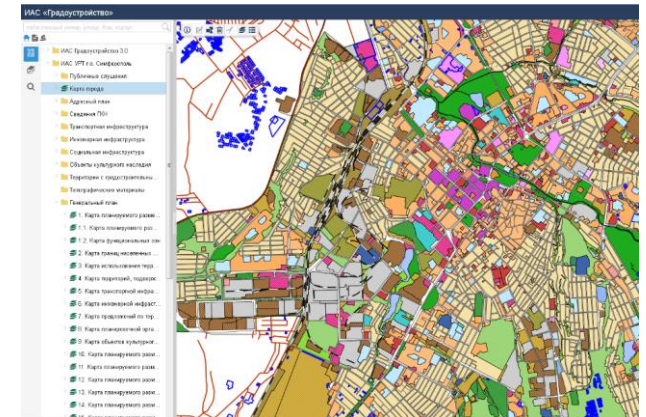 ИАС «Градоустройство»
ИАС Градоустройство 3.0
ИАС УРТ г.о. Симферополь
Публичные слушания
Карта города
Адресный план
Сведения ПЗЗ
Транспортная инфраструктура
Инженерная инфраструктура
Социальная инфраструктура
Объекты культурного наследия
Территории с градостроительны...
Топографические материалы
Генеральный план
1. Карта планируемого разме...
1.1. Карта планируемого раз...
1.2. Карта функциональных зон
2. Карта границ населенных ...
3. Карта использования терр...
4. Карта территорий, подверж...
5. Карта транспортной инфра...
6. Карта инженерной инфраст...
7. Карта предложений по тер...
8. Карта планировочной орга...
9. Карта объектов культурног...
10. Карта планируемого разм...
11. Карта планируемого разм...
12. Карта планируемого разм...
13. Карта планируемого разм...
14. Карта планируемого разм...